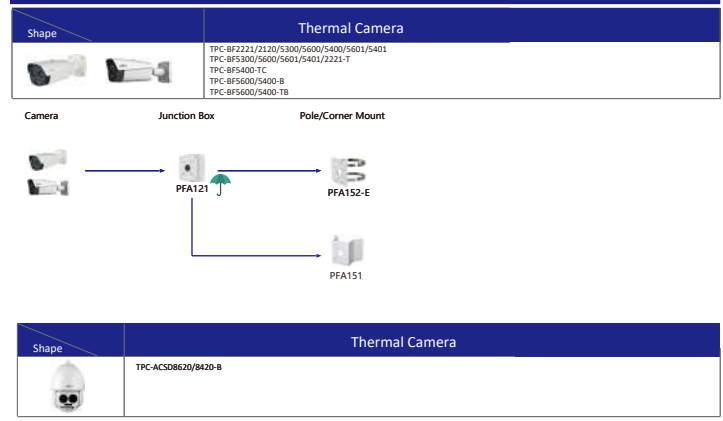 Shape
Thermal Camera
TPC-BF2221/2120/5300/5600/5400/5601/5401
TPC-BF5300/5600/5601/5401/2221-T
TPC-BF5400-TC
TPC-BF5600/5400-B
TPC-BF5600/5400-TB
Camera
Junction Box
Pole/Corner Mount
PFA121
PFA152-E
PFA151
Shape
Thermal Camera
TPC-ACSD8620/8420-B